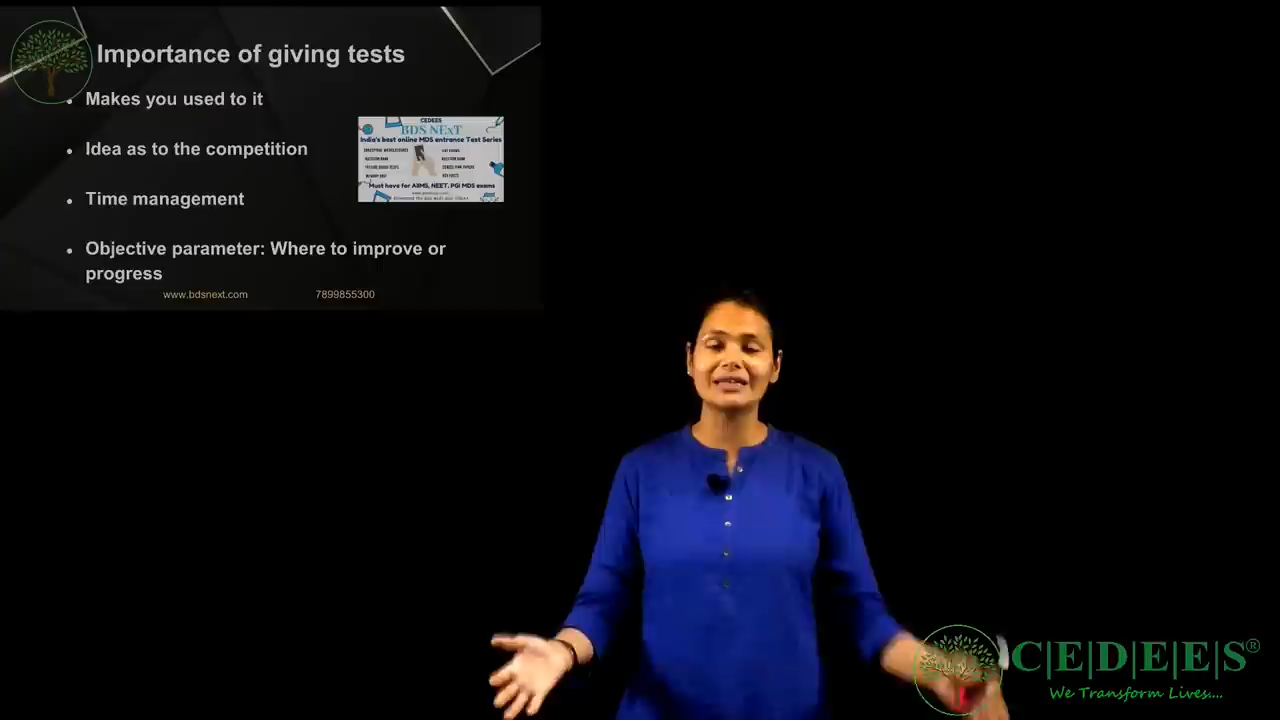 Importance of giving tests
Makes you used to it
Idea as to the competition
CEDEES
BDS NExT
India's best online MDS entrance Test Series
Must have for AIIMS, NEET, PGI MDS exams
Time management
Objective parameter: Where to improve or
progress
www.bdsnext.com 7899855300
C|E|D|E|E|S®
We Transform Lives....